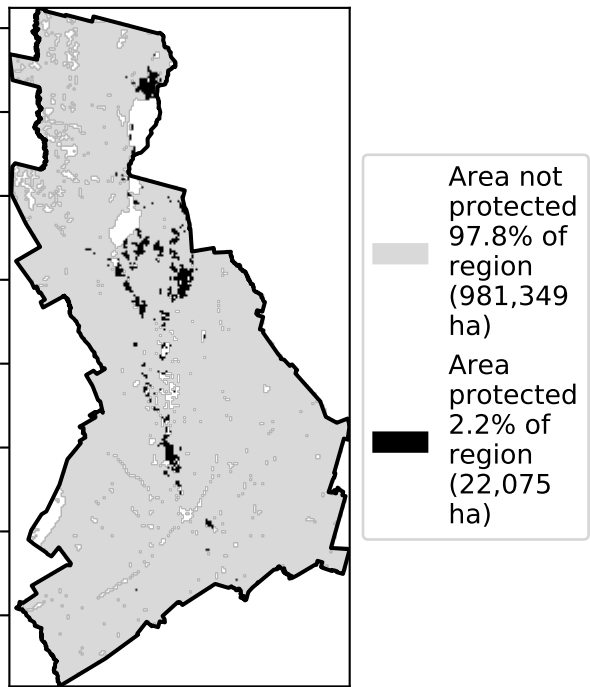 Area not
protected
97.8% of
region
(981,349
ha)
Area
protected
2.2% of
region
(22,075
ha)